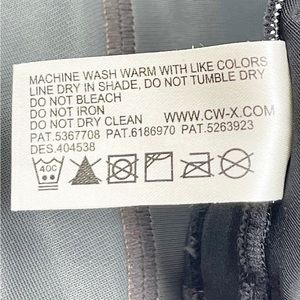 MACHINE WASH WARM WITH LIKE COLORS
LINE DRY IN SHADE, DO NOT TUMBLE DRY
DO NOT BLEACH
DO NOT IRON
DO NOT DRY CLEAN WWW.CW-X.COM
PAT.5367708 PAT.6186970 PAT.5263923
DES.404538
40C